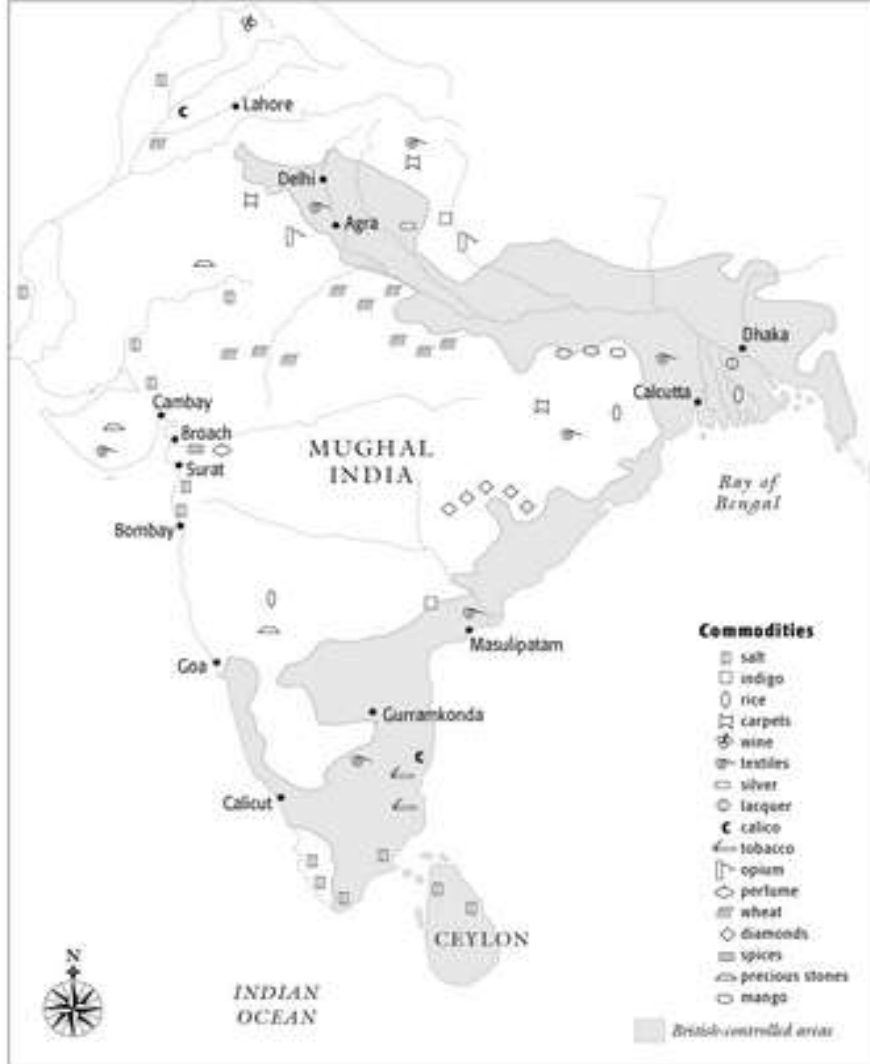 Lahore
Delhi
Agra
Dhaka
Calcutta
Cambay
Broach
Surat
MUGHAL
INDIA
Bay of
Bengal
Bombay
Masulipatam
Goa
Gurramkonda
Calicut
CEYLON
N
INDIAN
OCEAN
Commodities
salt
indigo
rice
carpets
wine
textiles
silver
lacquer
calico
tobacco
opium
perfume
wheat
diamonds
spices
precious stones
mango
British-controlled areas